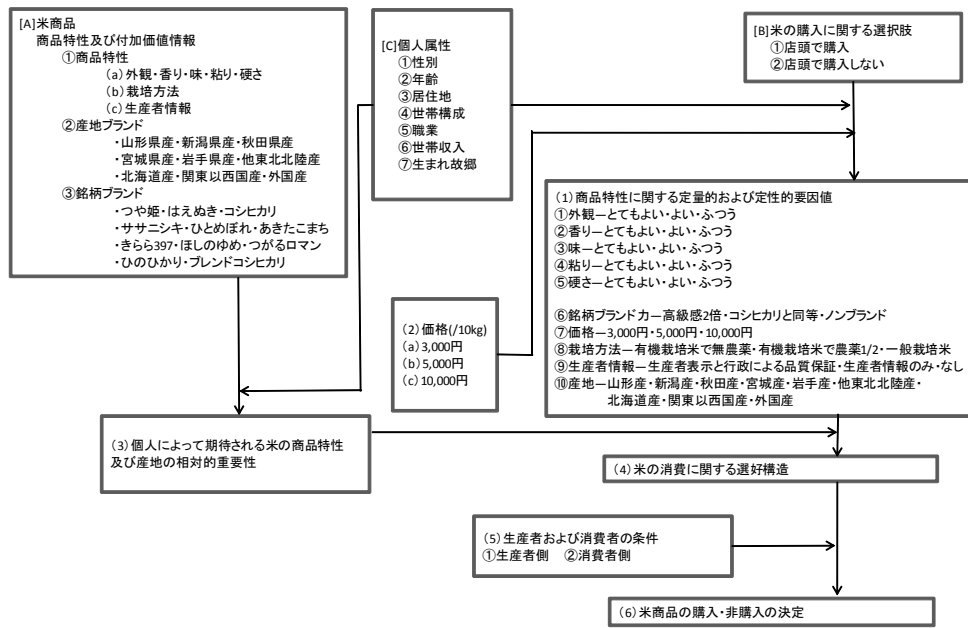 [A]米商品
商品特性及び付加価値情報
①商品特性
(a)外観・香り・味・粘り・硬さ
(b)栽培方法
(c)生産者情報
②産地ブランド
・山形県産・新潟県産・秋田県産
・宮城県産・岩手県産・他東北北陸産
・北海道産・関東以西国産・外国産
③銘柄ブランド
・つや姫・はえぬき・コシヒカリ
・ササニシキ・ひとめぼれ・あきたこまち
・きらら397・ほしのゆめ・つがるロマン
・ひのひかり・ブレンドコシヒカリ
[C]個人属性
①性別
②年齢
③居住地
④世帯構成
⑤職業
⑥世帯収入
⑦生まれ故郷
[B]米の購入に関する選択肢
①店頭で購入
②店頭で購入しない
(1)商品特性に関する定量的および定性的要因値
①外観―とてもよい・よい・ふつう
②香り―とてもよい・よい・ふつう
③味―とてもよい・よい・ふつう
④粘り―とてもよい・よい・ふつう
⑤硬さ―とてもよい・よい・ふつう
⑥銘柄ブランド力―高級感2倍・コシヒカリと同等・ノンブランド
⑦価格―3,000円・5,000円・10,000円
⑧栽培方法―有機栽培米で無農薬・有機栽培米で農薬1/2・一般栽培米
⑨生産者情報―生産者表示と行政による品質保証・生産者情報のみ・なし
⑩産地―山形産・新潟産・秋田産・宮城産・岩手産・他東北北陸産・
北海道産・関東以西国産・外国産
(2)価格(/10kg)
(a)3,000円
(b)5,000円
(c)10,000円
(3)個人によって期待される米の商品特性
及び産地の相対的重要性
(4)米の消費に関する選好構造
(5)生産者および消費者の条件
①生産者側 ②消費者側
(6)米商品の購入・非購入の決定